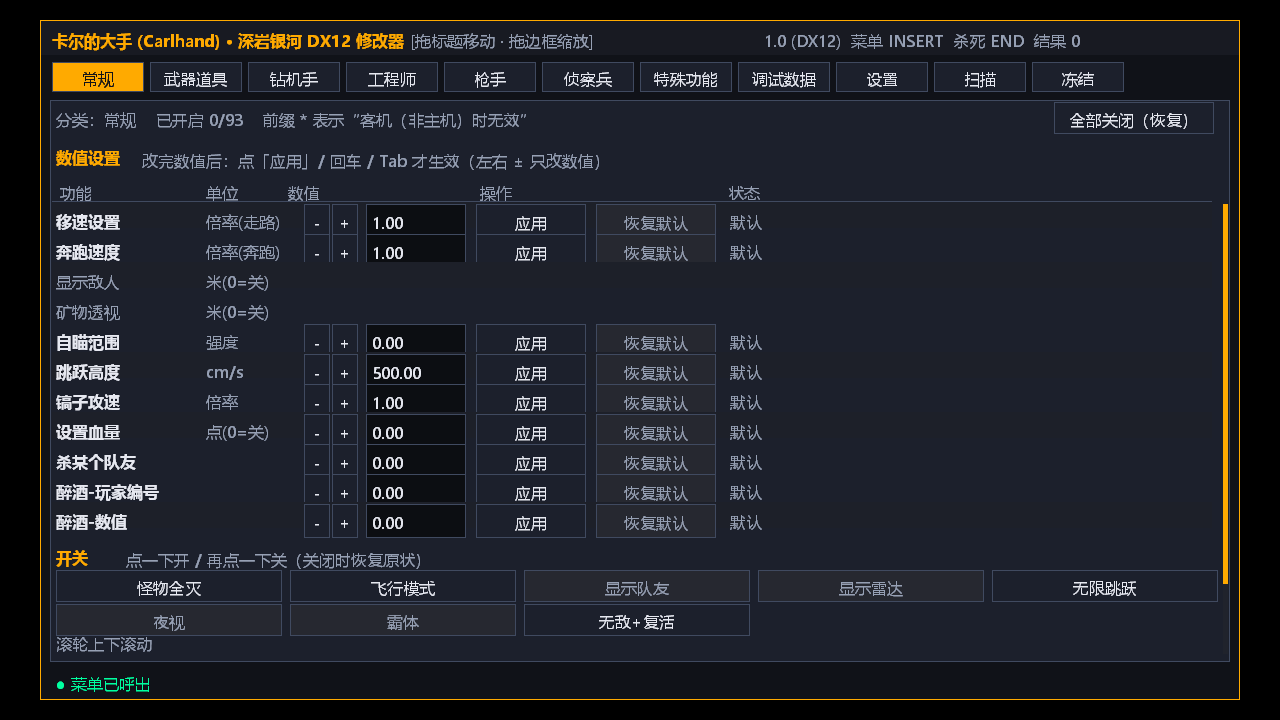 卡尔的大手 (Carlhand) • 深岩银河 DX12 修改器 [拖标题移动 · 拖边框缩放] 1.0 (DX12) 菜单 INSERT 杀死 END 结果 0
常规 武器道具 钻机手 工程师 枪手 侦察兵 特殊功能 调试数据 设置 扫描 冻结
分类：常规 已开启 0/93 前缀 * 表示“客机（非主机）时无效” 全部关闭（恢复）
数值设置 改完数值后：点「应用」/ 回车 / Tab 才生效（左右 ± 只改数值）
功能 单位 数值 操作 状态
移速设置 倍率(走路) - + 1.00 应用 恢复默认 默认
奔跑速度 倍率(奔跑) - + 1.00 应用 恢复默认 默认
显示敌人 米(0=关)
矿物透视 米(0=关)
自瞄范围 强度 - + 0.00 应用 恢复默认 默认
跳跃高度 cm/s - + 500.00 应用 恢复默认 默认
镐子攻速 倍率 - + 1.00 应用 恢复默认 默认
设置血量 点(0=关) - + 0.00 应用 恢复默认 默认
杀某个队友 - + 0.00 应用 恢复默认 默认
醉酒-玩家编号 - + 0.00 应用 恢复默认 默认
醉酒-数值 - + 0.00 应用 恢复默认 默认
开关 点一下开 / 再点一下关（关闭时恢复原状）
怪物全灭 飞行模式 显示队友 显示雷达 无限跳跃
夜视 霸体 无敌+复活
滚轮上下滚动
● 菜单已呼出